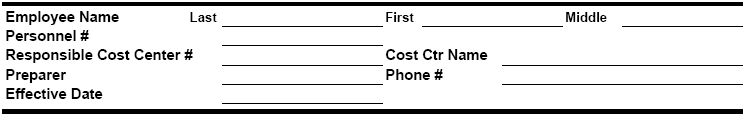 Employee Name Last First Middle
Personnel #
Responsible Cost Center # Cost Ctr Name
Preparer Phone #
Effective Date